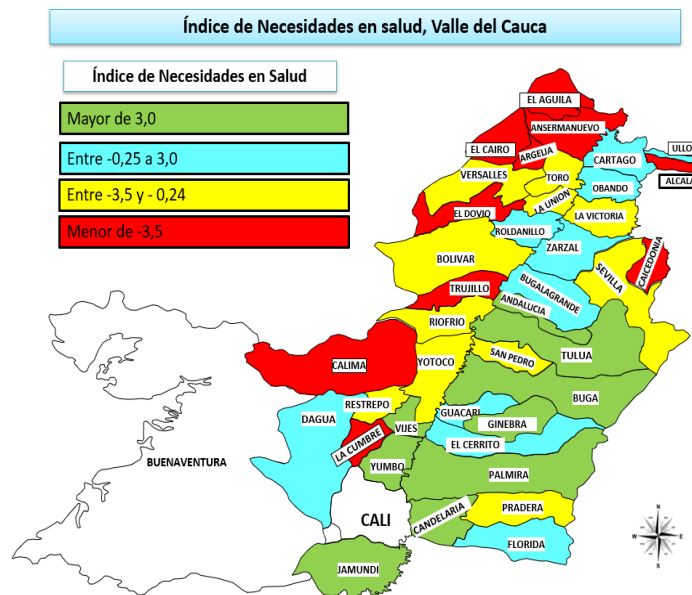 Índice de Necesidades en salud, Valle del Cauca
Índice de Necesidades en Salud
Mayor de 3,0
Entre -0,25 a 3,0
Entre -3,5 y - 0,24
Menor de -3,5
EL AGUILA
ANSERMANUEVO
EL CAIRO
ARGELIA
ULLO
CARTAGO
VERSALLES
TORO
ALCALA
OBANDO
LA UNION
EL DOVIO
LA VICTORIA
ROLDANILLO
ZARZAL
BOLIVAR
SEVILLA
CAICEDONIA
TRUJILLO
BUGALAGRANDE
ANDALUCIA
RIOFRIO
SAN PEDRO
TULUA
CALIMA
YOTOCO
BUGA
RESTREPO
GUACARI
DAGUA
VIJES
GINEBRA
LA CUMBRE
EL CERRITO
BUENAVENTURA
YUMBO
PALMIRA
PRADERA
CALI
CANDELARIA
FLORIDA
JAMUNDI
N
W
E
S